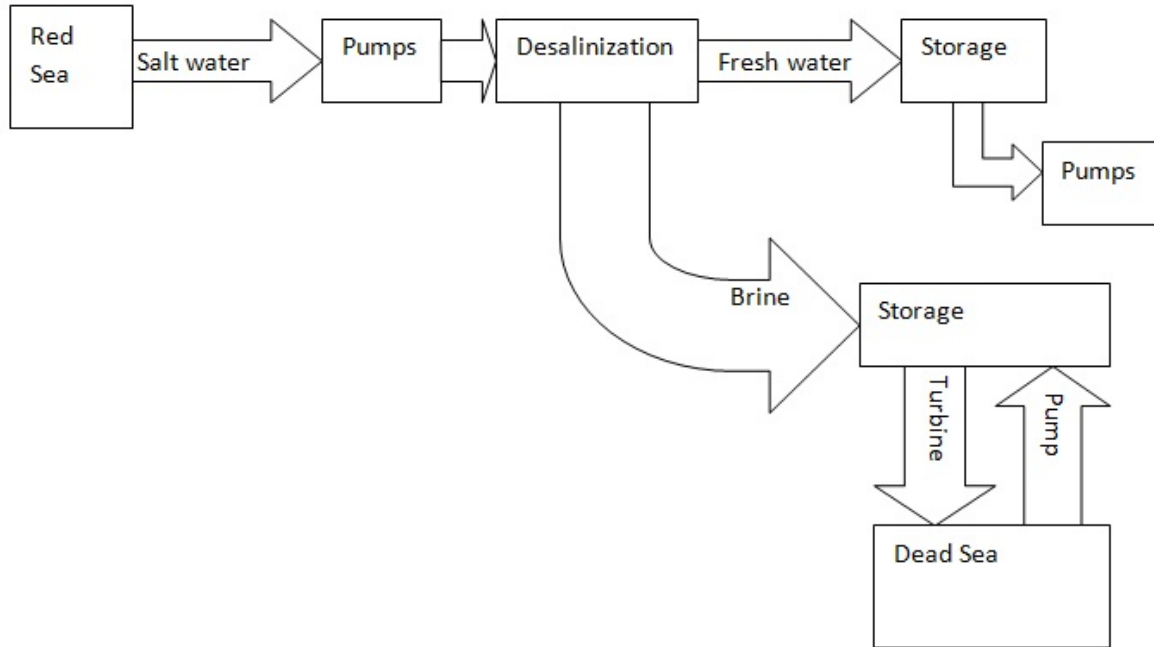 Red
Sea
Salt water
Pumps
Desalinization
Fresh water
Storage
Pumps
Brine
Storage
Turbine
Pump
Dead Sea